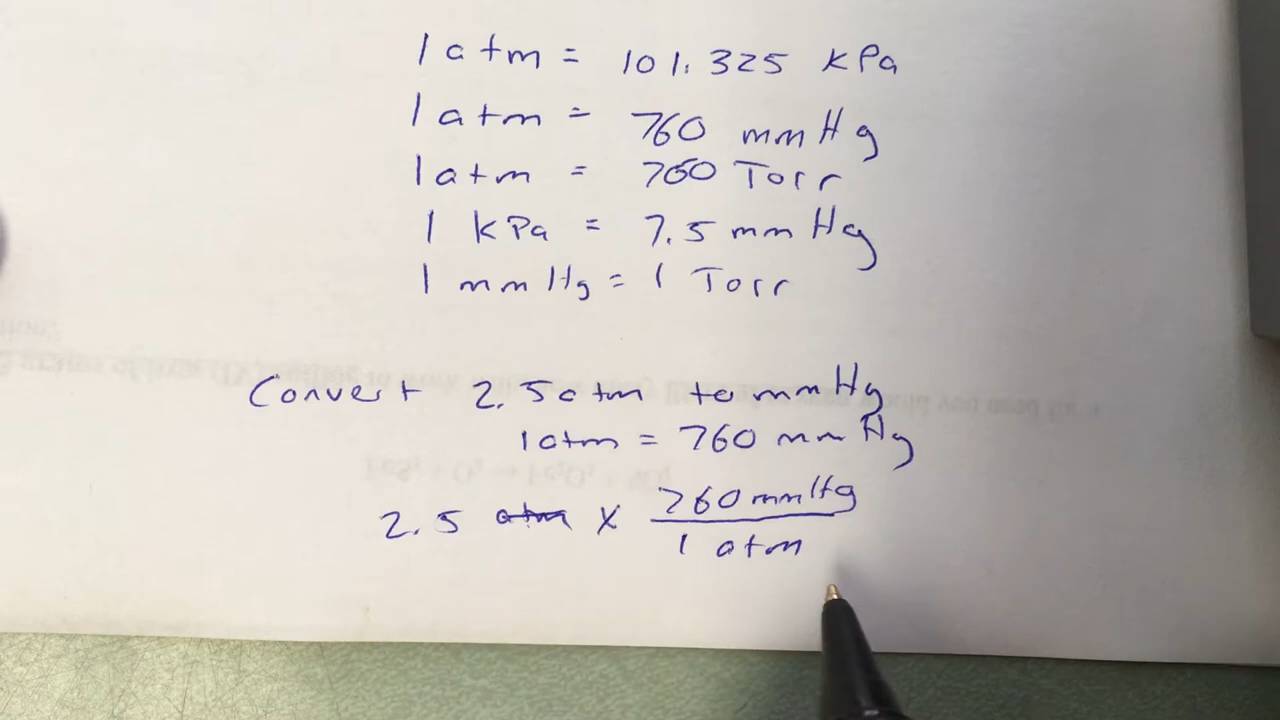 1 atm = 101.325 kPa
1 atm = 760 mmHg
1 atm = 760 Torr
1 kPa = 7.5 mmHg
1 mmHg = 1 Torr
Convert 2.5 atm to mmHg
1 atm = 760 mmHg
2.5 atm x 760 mmHg
1 atm